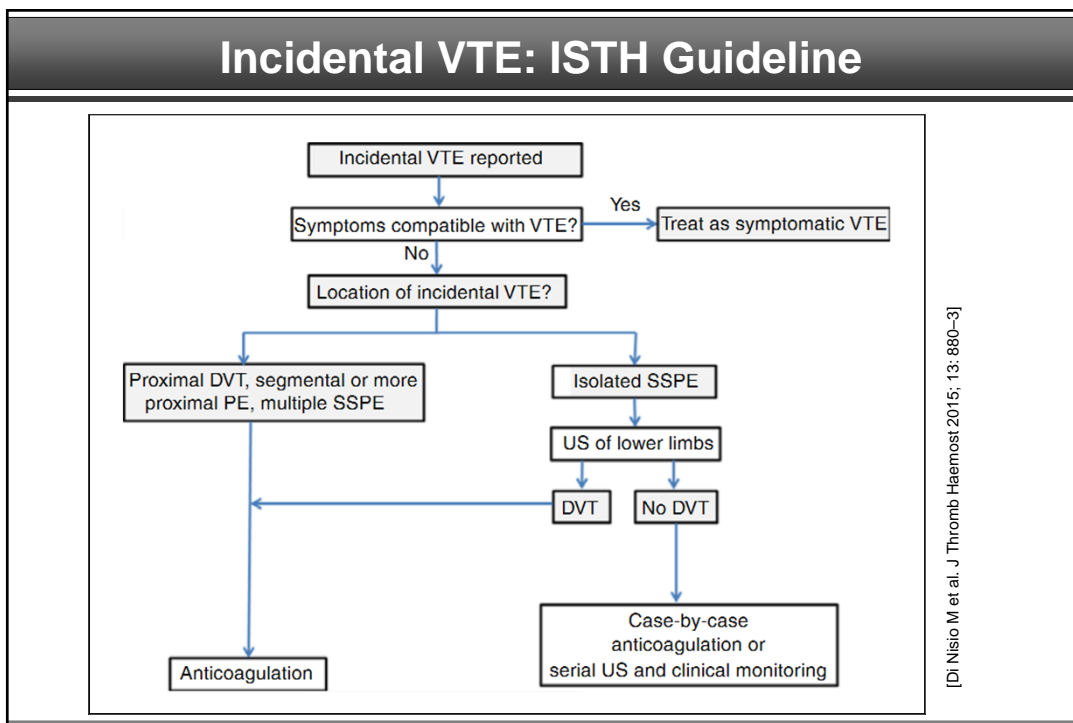 Incidental VTE: ISTH Guideline
Incidental VTE reported
Symptoms compatible with VTE?
Yes
Treat as symptomatic VTE
No
Location of incidental VTE?
Proximal DVT, segmental or more
proximal PE, multiple SSPE
Isolated SSPE
US of lower limbs
DVT
No DVT
Case-by-case
anticoagulation or
serial US and clinical monitoring
Anticoagulation
[Di Nisio M et al. J Thromb Haemost 2015; 13: 880–3]